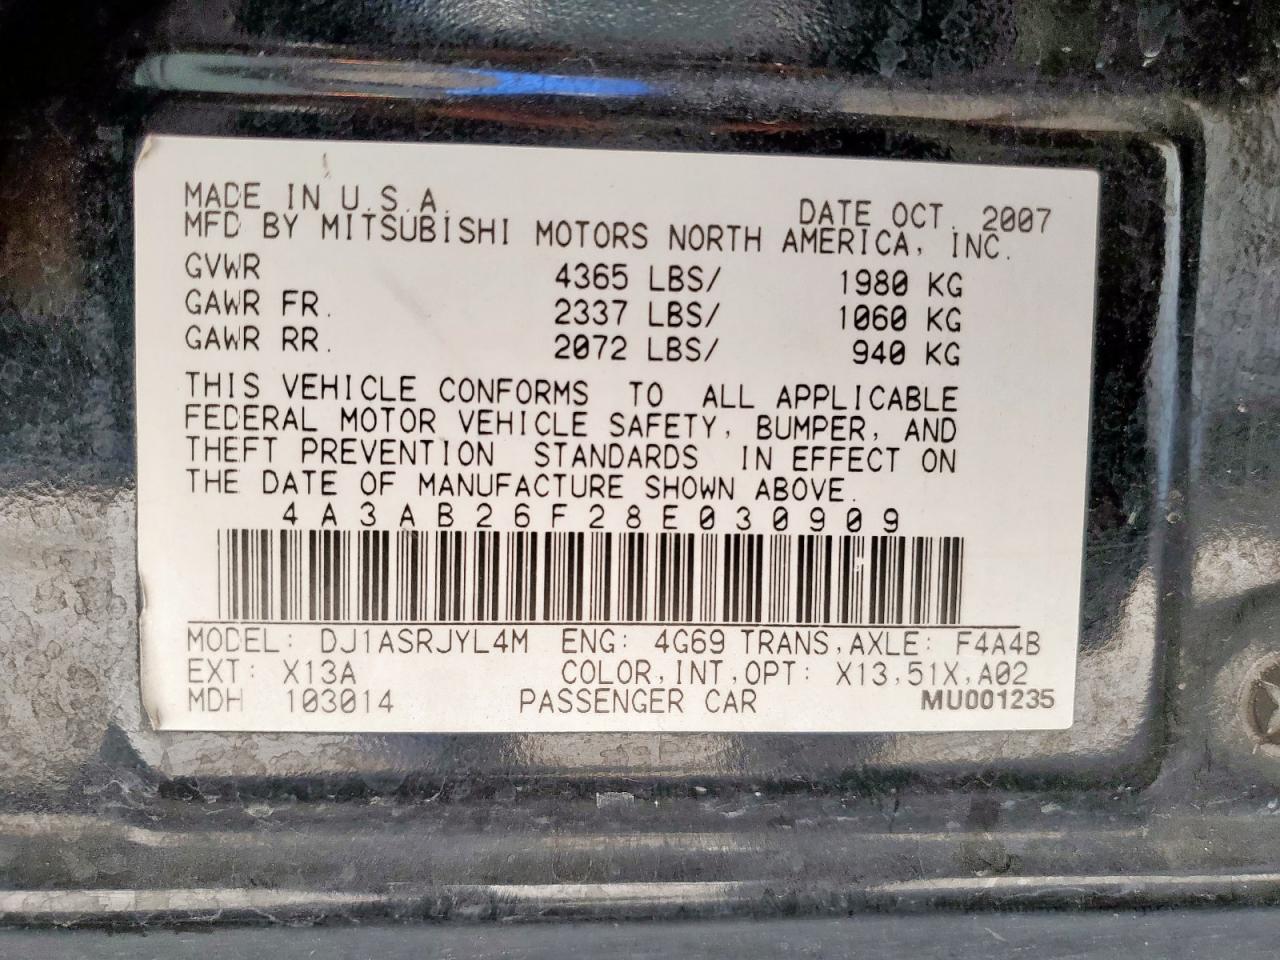 MADE IN U.S.A. DATE OCT. 2007
MFD BY MITSUBISHI MOTORS NORTH AMERICA, INC.
GVWR 4365 LBS/ 1980 KG
GAWR FR. 2337 LBS/ 1060 KG
GAWR RR. 2072 LBS/ 940 KG
THIS VEHICLE CONFORMS TO ALL APPLICABLE
FEDERAL MOTOR VEHICLE SAFETY, BUMPER, AND
THEFT PREVENTION STANDARDS IN EFFECT ON
THE DATE OF MANUFACTURE SHOWN ABOVE.
4A3AB26F28E030909
MODEL: DJ1ASRJYL4M ENG: 4G69 TRANS,AXLE: F4A4B
EXT: X13A COLOR,INT,OPT: X13,51X,A02
MDH 103014 PASSENGER CAR MU001235